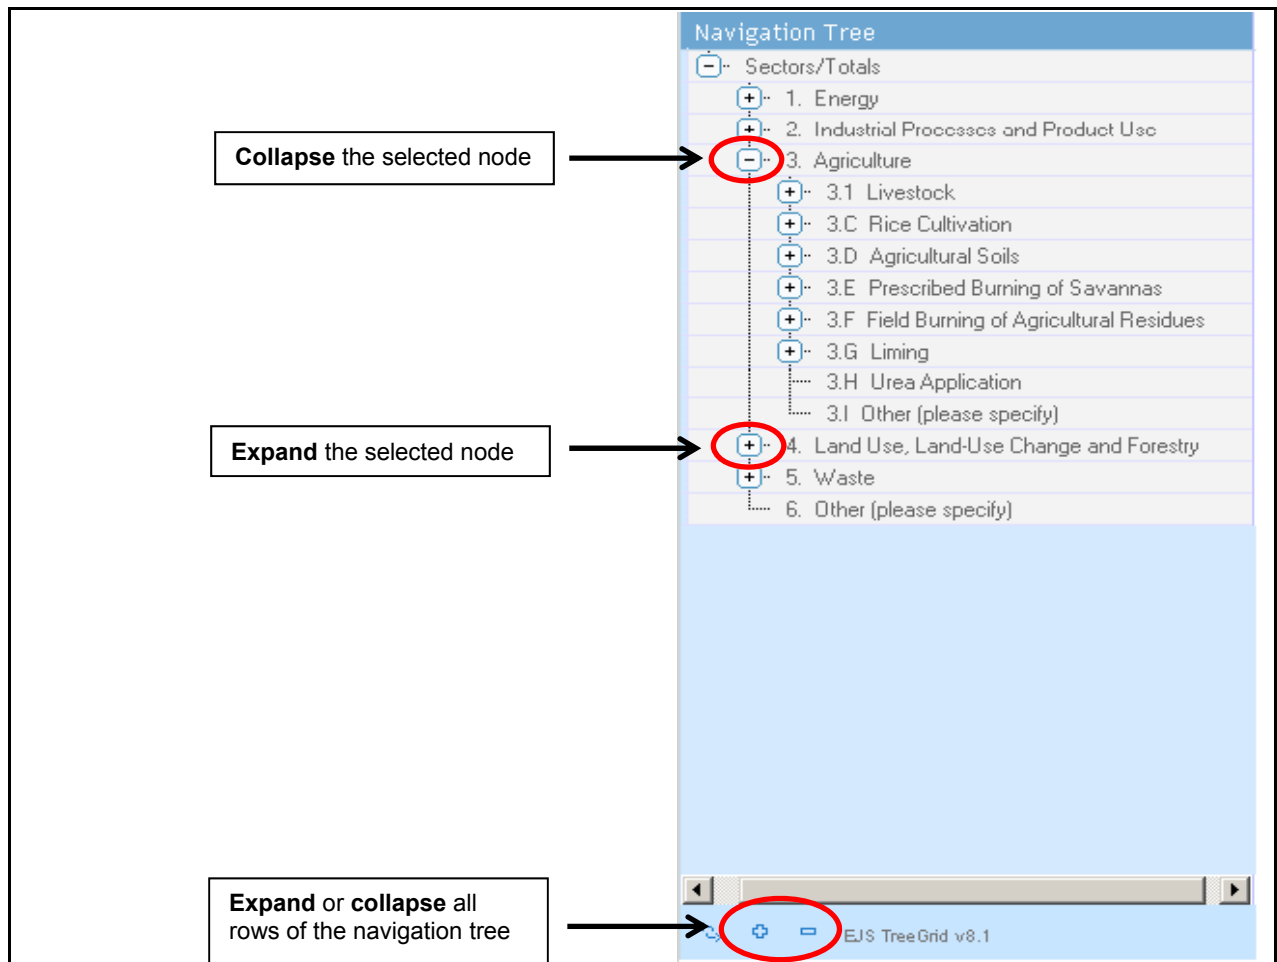 Navigation Tree
Sectors/Totals
1. Energy
2. Industrial Processes and Product Use
Collapse the selected node
3. Agriculture
3.1 Livestock
3.C Rice Cultivation
3.D Agricultural Soils
3.E Prescribed Burning of Savannas
3.F Field Burning of Agricultural Residues
3.G Liming
3.H Urea Application
3.I Other (please specify)
Expand the selected node
4. Land Use, Land-Use Change and Forestry
5. Waste
6. Other (please specify)
Expand or collapse all
rows of the navigation tree
EJS TreeGrid v8.1